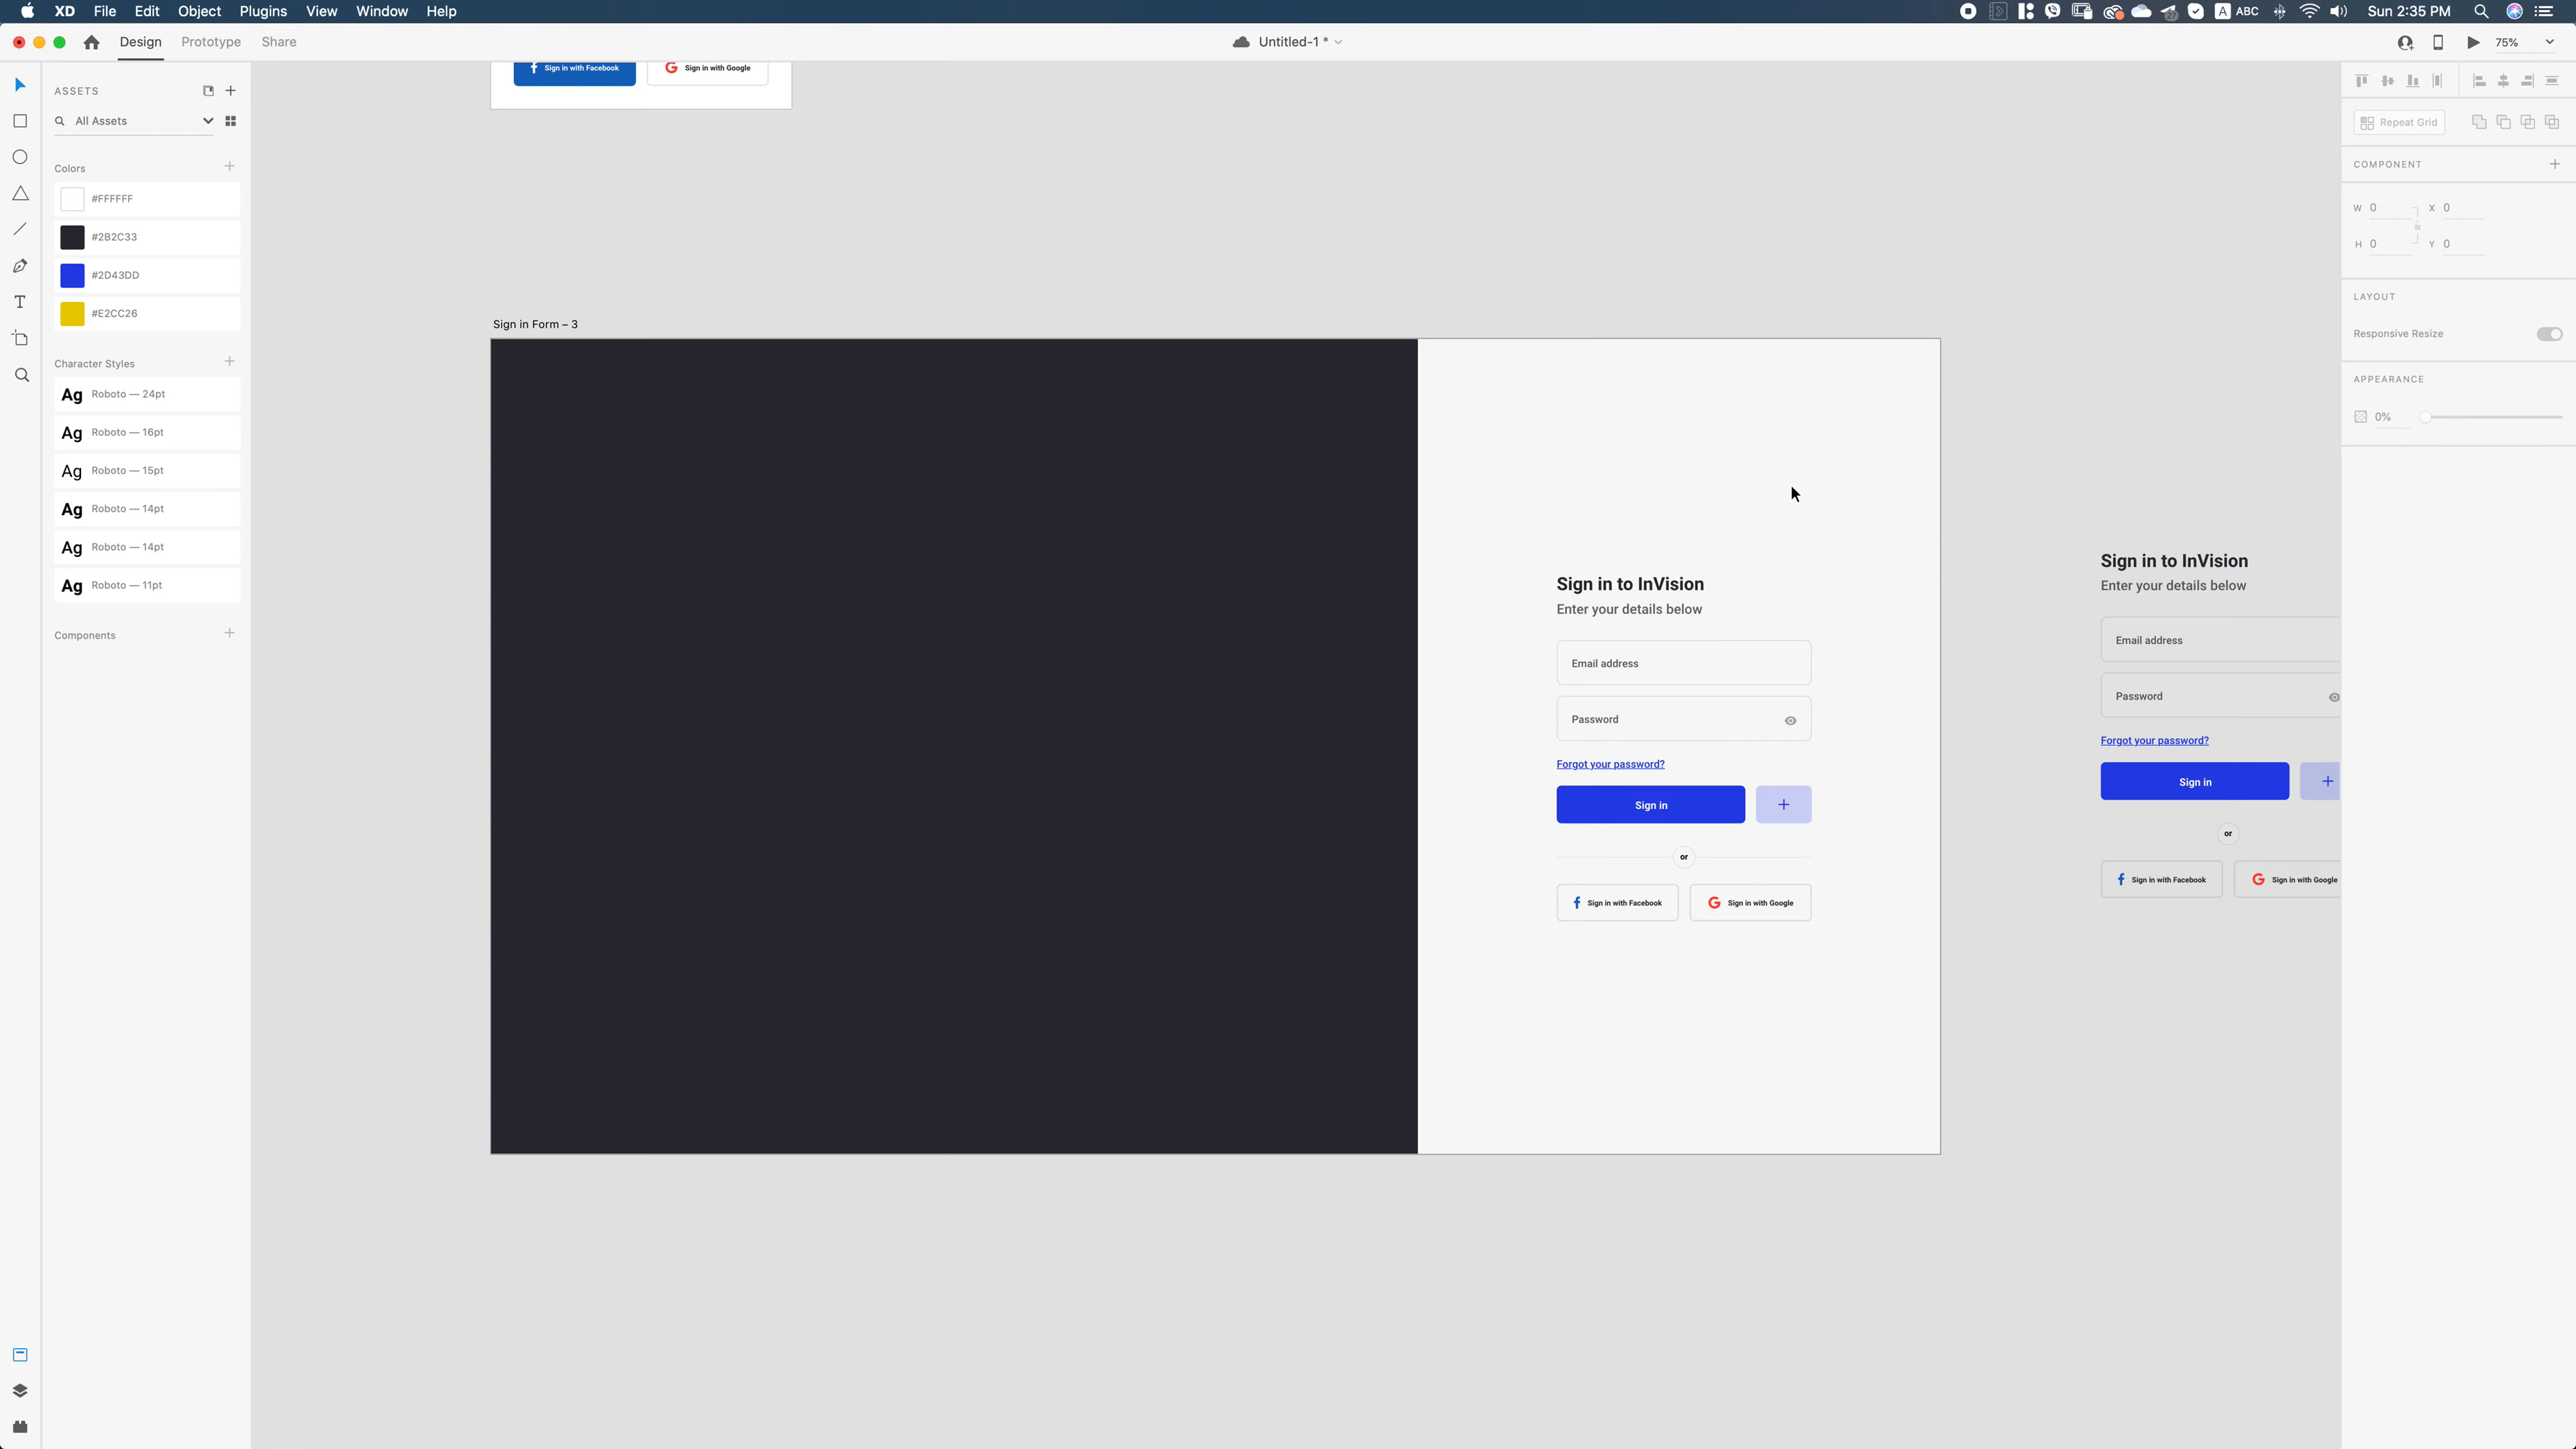 XD File Edit Object Plugins View Window Help
A ABC Sun 2:35 PM
Design Prototype Share
Untitled-1 *
75%
ASSETS
All Assets
Colors
#FFFFFF
#2B2C33
#2D43DD
#E2CC26
Character Styles
Ag Roboto — 24pt
Ag Roboto — 16pt
Ag Roboto — 15pt
Ag Roboto — 14pt
Ag Roboto — 14pt
Ag Roboto — 11pt
Components
Sign in with Facebook
Sign in with Google
Sign in Form – 3
Sign in to InVision
Enter your details below
Email address
Password
Forgot your password?
Sign in
+
or
Sign in with Facebook
Sign in with Google
Sign in to InVision
Enter your details below
Email address
Password
Forgot your password?
Sign in
+
or
Sign in with Facebook
Sign in with Google
Repeat Grid
COMPONENT
W 0 X 0
H 0 Y 0
LAYOUT
Responsive Resize
APPEARANCE
0%